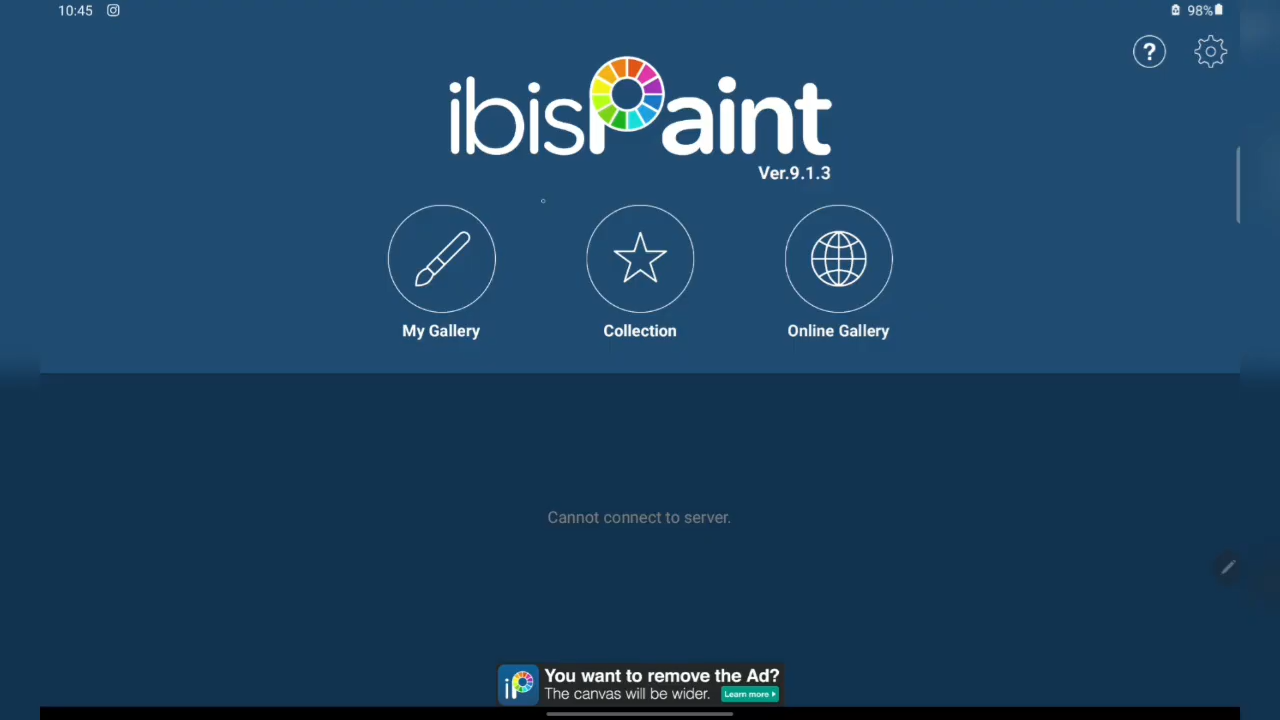 10:45
98%
?
ibisPaint
Ver.9.1.3
My Gallery
Collection
Online Gallery
Cannot connect to server.
iP
You want to remove the Ad?
The canvas will be wider.
Learn more